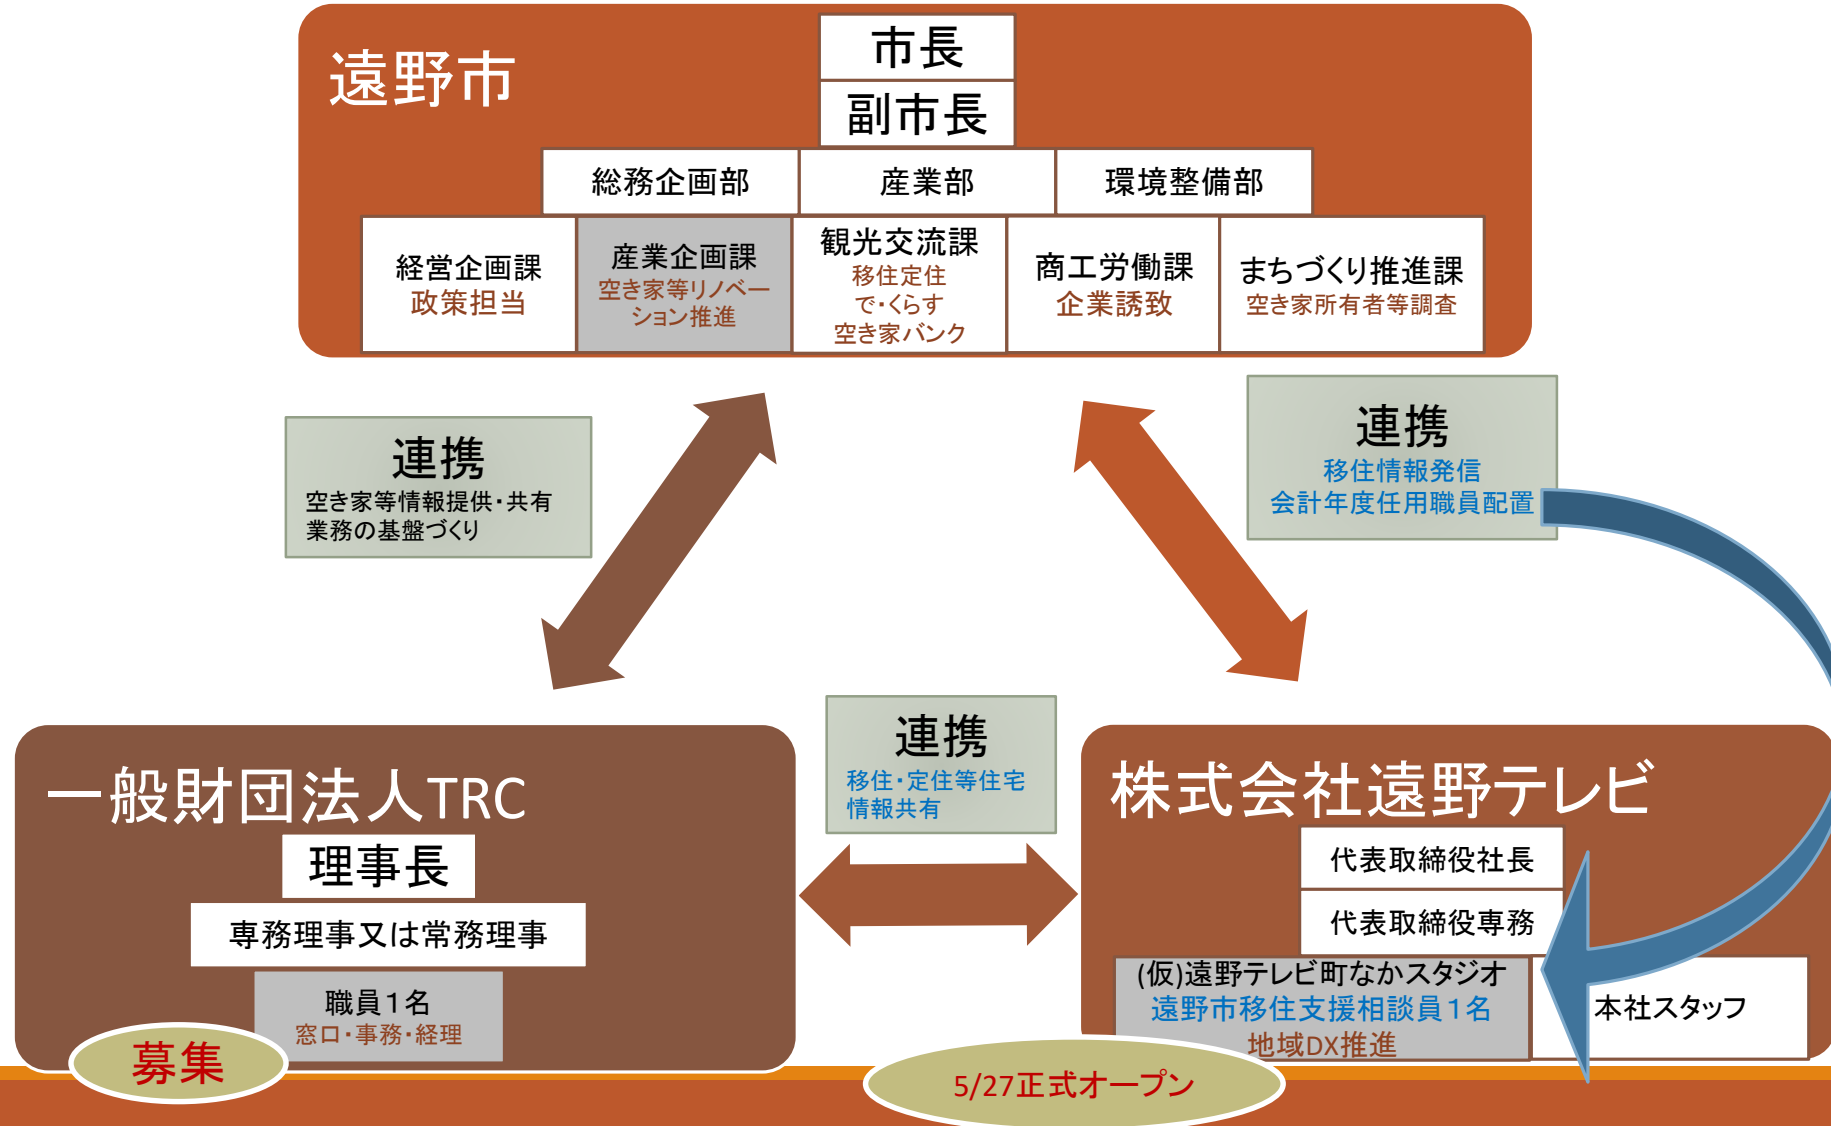 遠野市
市長
副市長
総務企画部
産業部
環境整備部
経営企画課
政策担当
産業企画課
空き家等リノベー
ション推進
観光交流課
移住定住
で・くらす
空き家バンク
商工労働課
企業誘致
まちづくり推進課
空き家所有者等調査
連携
空き家等情報提供・共有
業務の基盤づくり
連携
移住情報発信
会計年度任用職員配置
連携
移住・定住等住宅
情報共有
一般財団法人TRC
理事長
専務理事又は常務理事
職員1名
窓口・事務・経理
募集
株式会社遠野テレビ
代表取締役社長
代表取締役専務
(仮)遠野テレビ町なかスタジオ
遠野市移住支援相談員1名
地域DX推進
本社スタッフ
5/27正式オープン